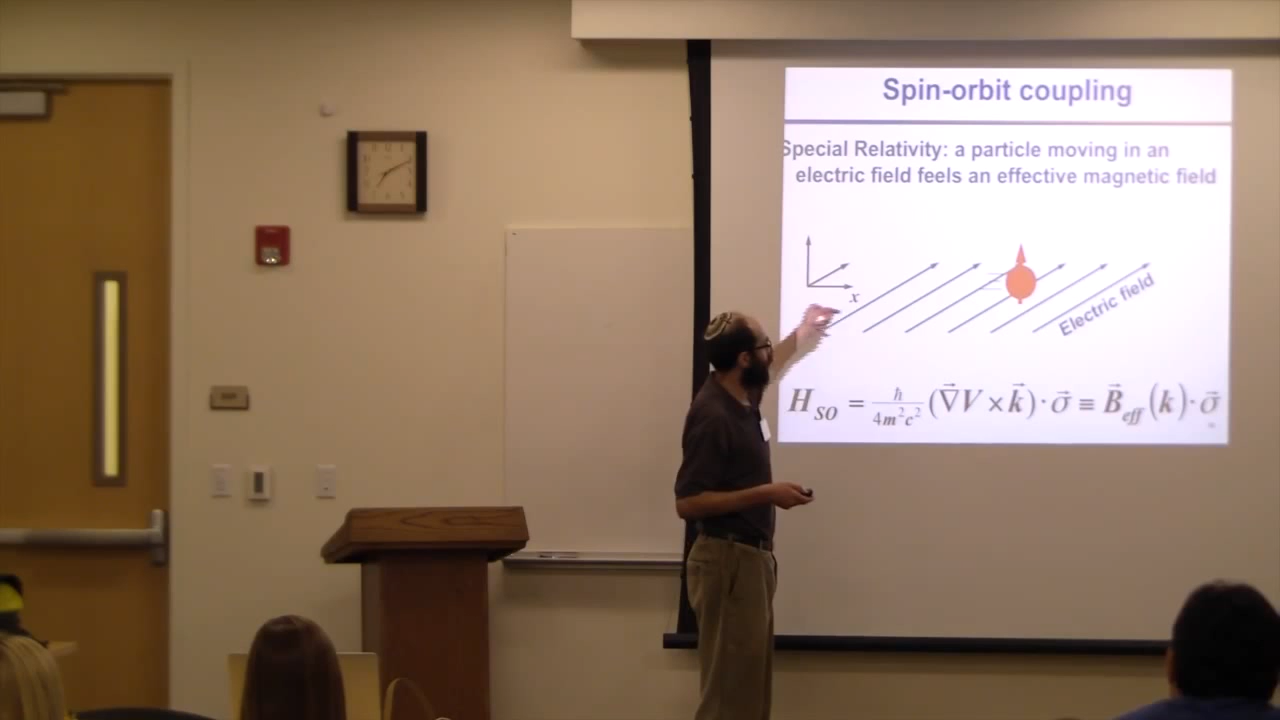 Spin-orbit coupling
Special Relativity: a particle moving in an
electric field feels an effective magnetic field
x
Electric field
H_SO = ħ/4m²c² (∇⃗V × k⃗) · σ⃗ ≡ B⃗_eff (k) · σ⃗